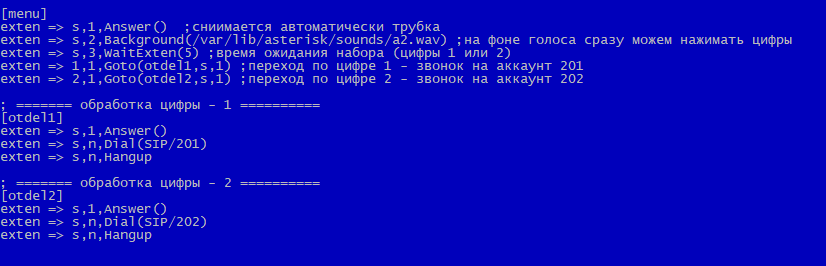 [menu]
exten => s,1,Answer()  ;сниимается автоматически трубка
exten => s,2,Background(/var/lib/asterisk/sounds/a2.wav) ;на фоне голоса сразу можем нажимать цифры
exten => s,3,WaitExten(5) ;время ожидания набора (цифры 1 или 2)
exten => 1,1,Goto(otdel1,s,1) ;переход по цифре 1 - звонок на аккаунт 201
exten => 2,1,Goto(otdel2,s,1) ;переход по цифре 2 - звонок на аккаунт 202
; ======= обработка цифры - 1 ==========
[otdel1]
exten => s,1,Answer()
exten => s,n,Dial(SIP/201)
exten => s,n,Hangup
; ======= обработка цифры - 2 ==========
[otdel2]
exten => s,1,Answer()
exten => s,n,Dial(SIP/202)
exten => s,n,Hangup